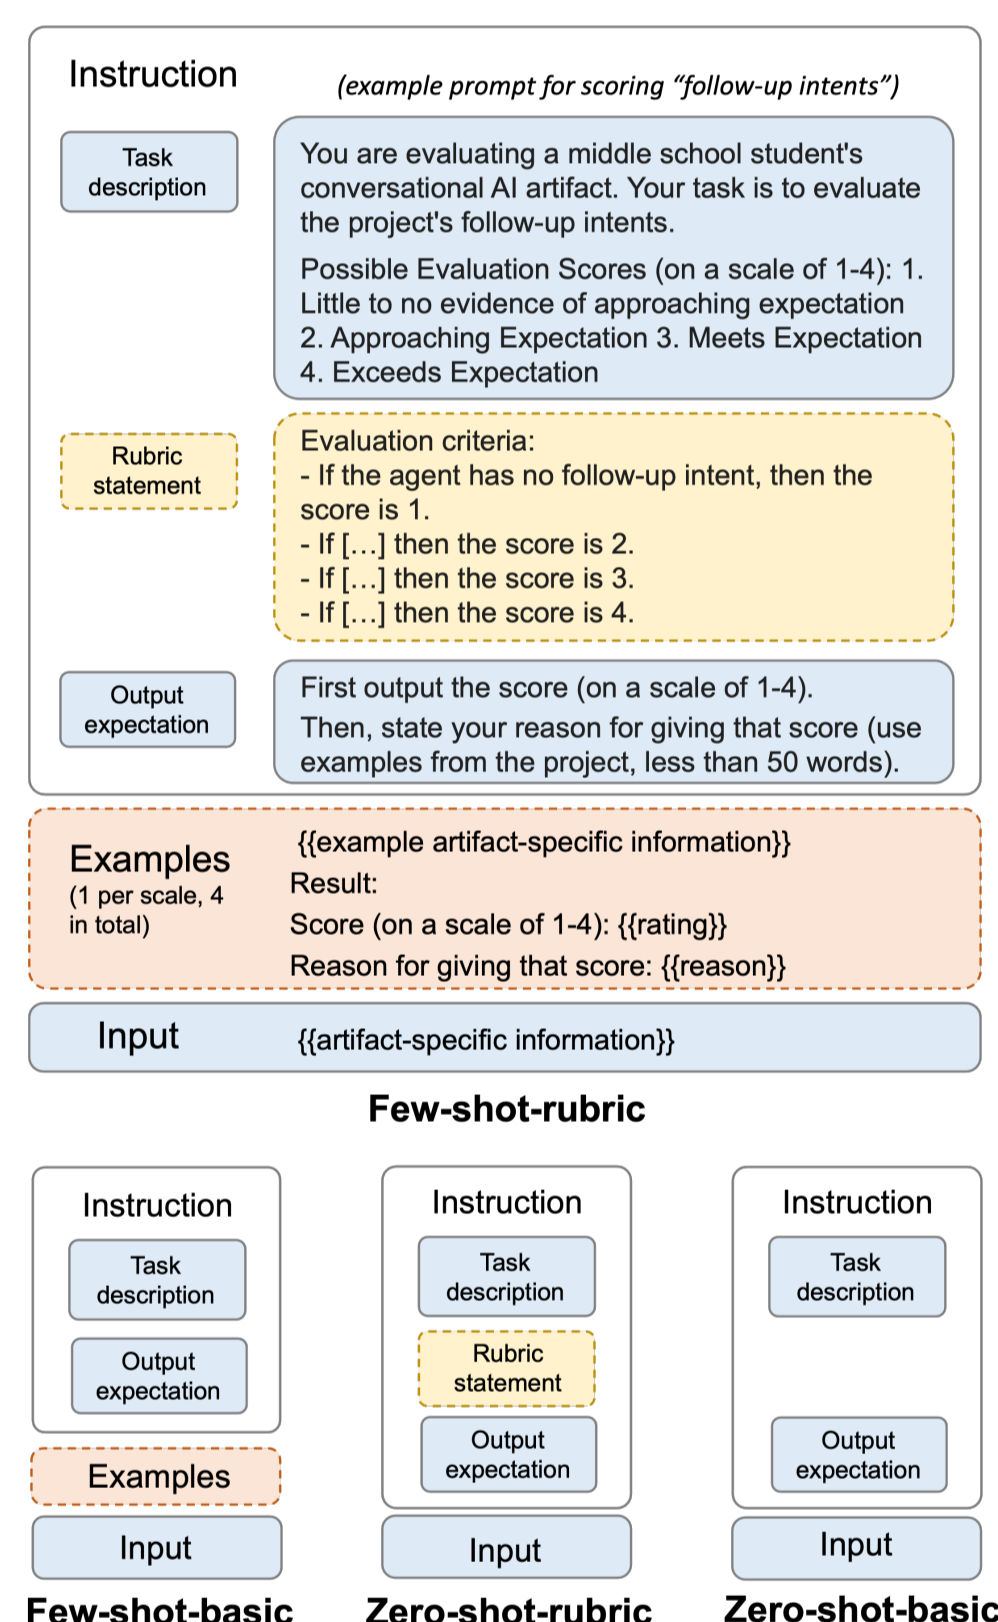 Instruction
(example prompt for scoring “follow-up intents”)
Task
description
You are evaluating a middle school student's
conversational AI artifact. Your task is to evaluate
the project's follow-up intents.
Possible Evaluation Scores (on a scale of 1-4): 1.
Little to no evidence of approaching expectation
2. Approaching Expectation 3. Meets Expectation
4. Exceeds Expectation
Rubric
statement
Evaluation criteria:
- If the agent has no follow-up intent, then the
score is 1.
- If [...] then the score is 2.
- If [...] then the score is 3.
- If [...] then the score is 4.
Output
expectation
First output the score (on a scale of 1-4).
Then, state your reason for giving that score (use
examples from the project, less than 50 words).
Examples
(1 per scale, 4
in total)
{{example artifact-specific information}}
Result:
Score (on a scale of 1-4): {{rating}}
Reason for giving that score: {{reason}}
Input
{{artifact-specific information}}
Few-shot-rubric
Instruction
Task
description
Output
expectation
Examples
Input
Few-shot-basic
Instruction
Task
description
Rubric
statement
Output
expectation
Input
Zero-shot-rubric
Instruction
Task
description
Output
expectation
Input
Zero-shot-basic